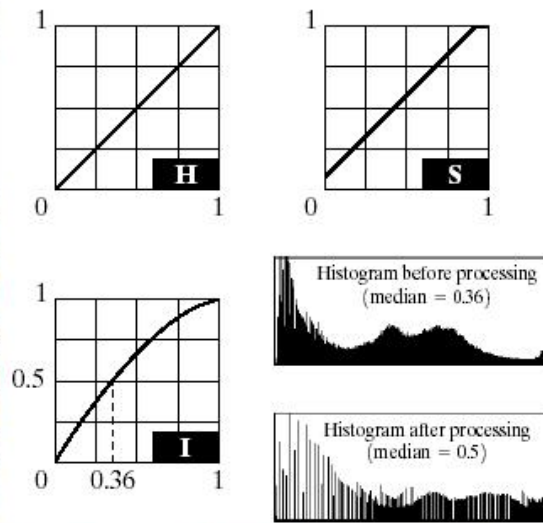 1
H
0 1
1
S
0 1
1
0.5
I
0 0.36 1
Histogram before processing
(median = 0.36)
Histogram after processing
(median = 0.5)